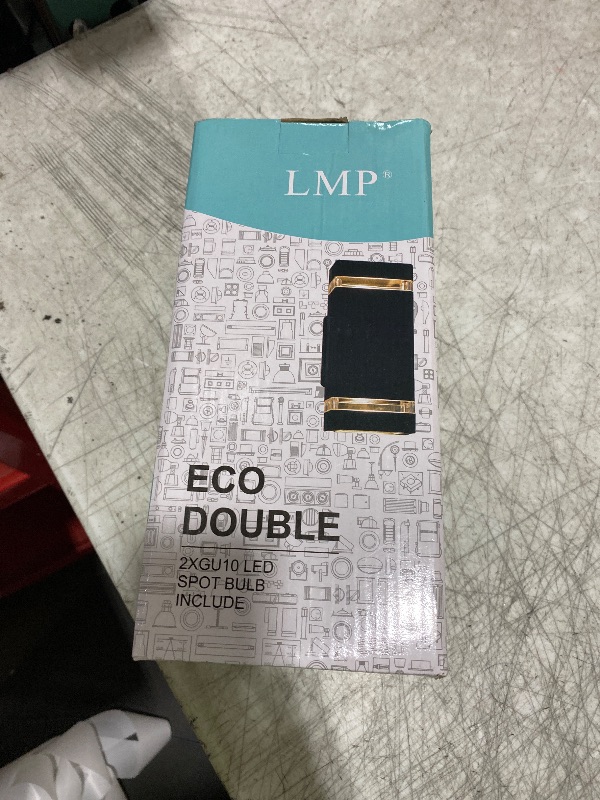 LMP®
ECO
DOUBLE
2XGU10 LED
SPOT BULB
INCLUDE